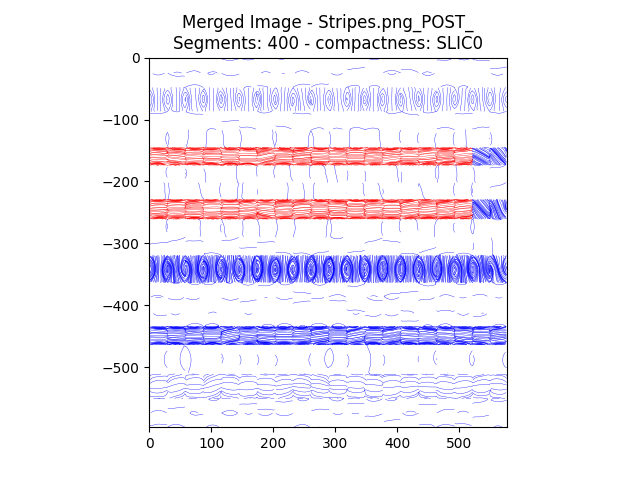 Merged Image - Stripes.png_POST_
Segments: 400 - compactness: SLIC0
0
−100
−200
−300
−400
−500
0 100 200 300 400 500